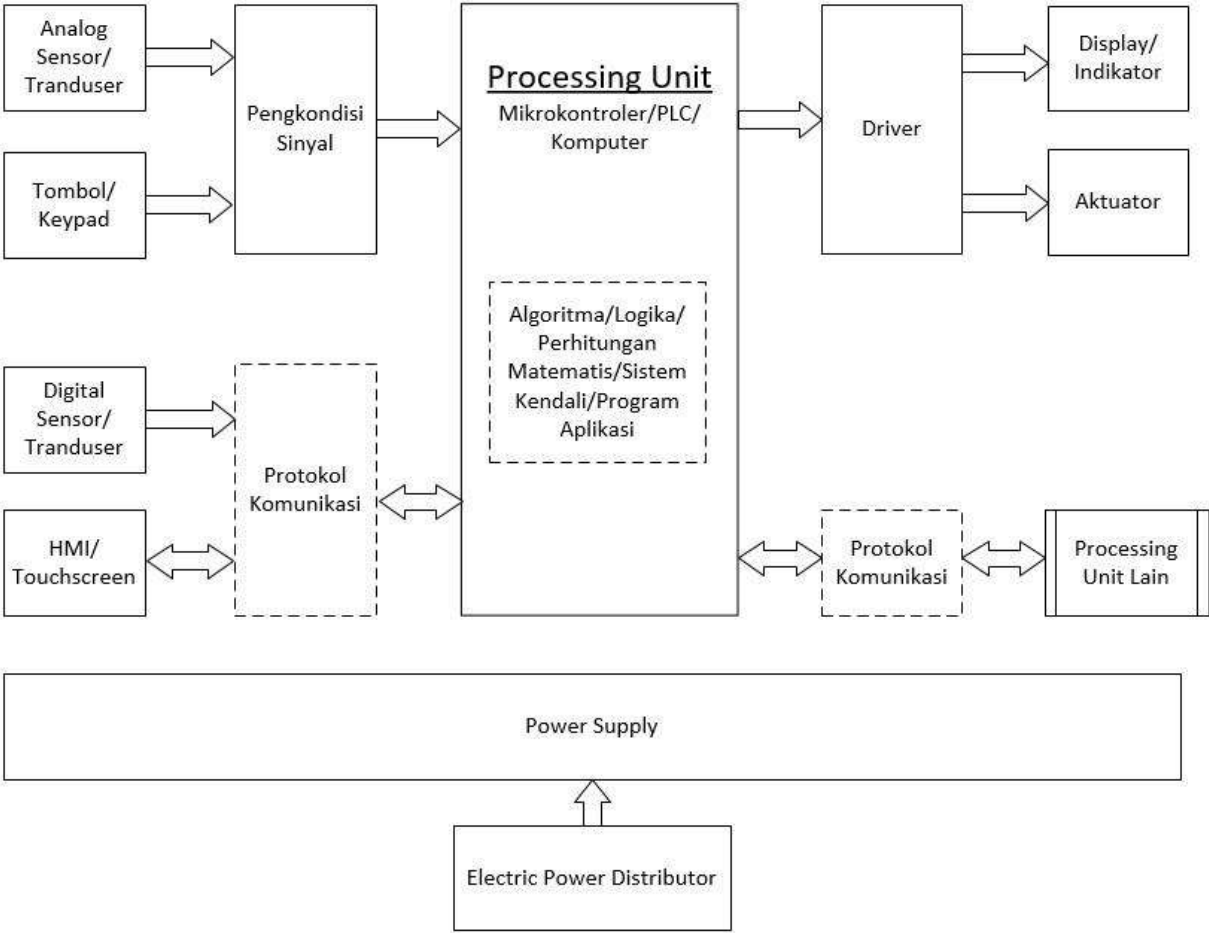 Analog
Sensor/
Tranduser
Tombol/
Keypad
Pengkondisi
Sinyal
Processing Unit
Mikrokontroler/PLC/
Komputer
Algoritma/Logika/
Perhitungan
Matematis/Sistem
Kendali/Program
Aplikasi
Driver
Display/
Indikator
Aktuator
Digital
Sensor/
Tranduser
HMI/
Touchscreen
Protokol
Komunikasi
Protokol
Komunikasi
Processing
Unit Lain
Power Supply
Electric Power Distributor